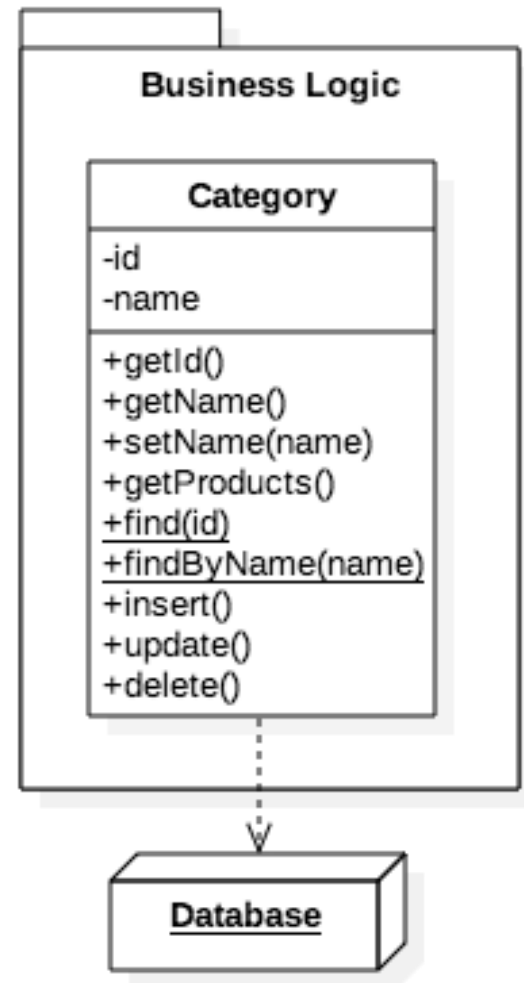 Business Logic
Category
-id
-name
+getId()
+getName()
+setName(name)
+getProducts()
+find(id)
+findByName(name)
+insert()
+update()
+delete()
Database